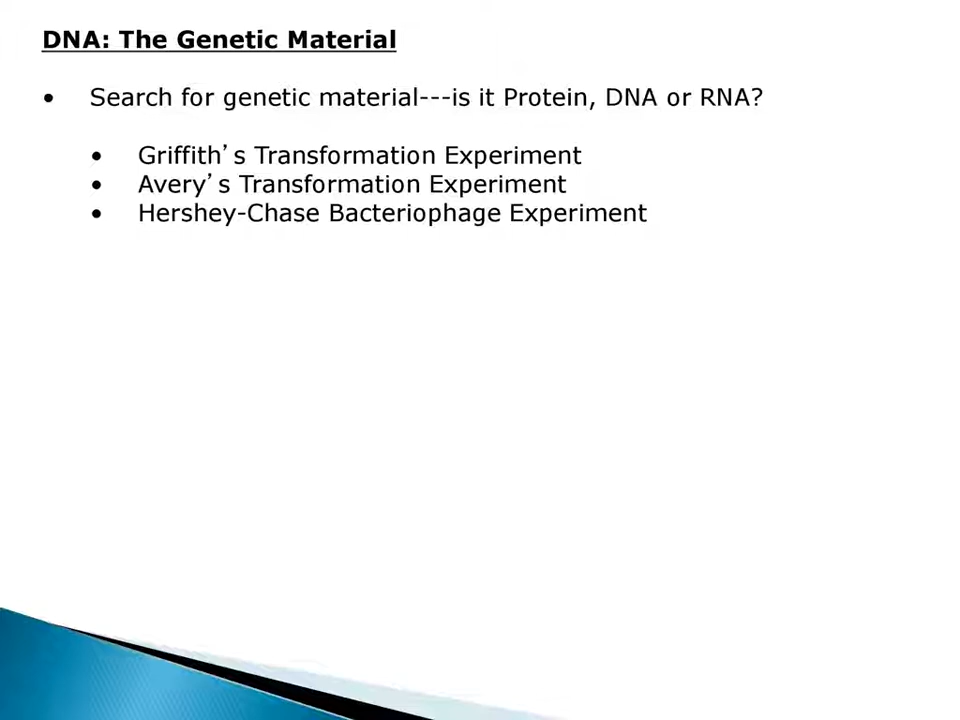 DNA: The Genetic Material
• Search for genetic material---is it Protein, DNA or RNA?
• Griffith’s Transformation Experiment
• Avery’s Transformation Experiment
• Hershey-Chase Bacteriophage Experiment